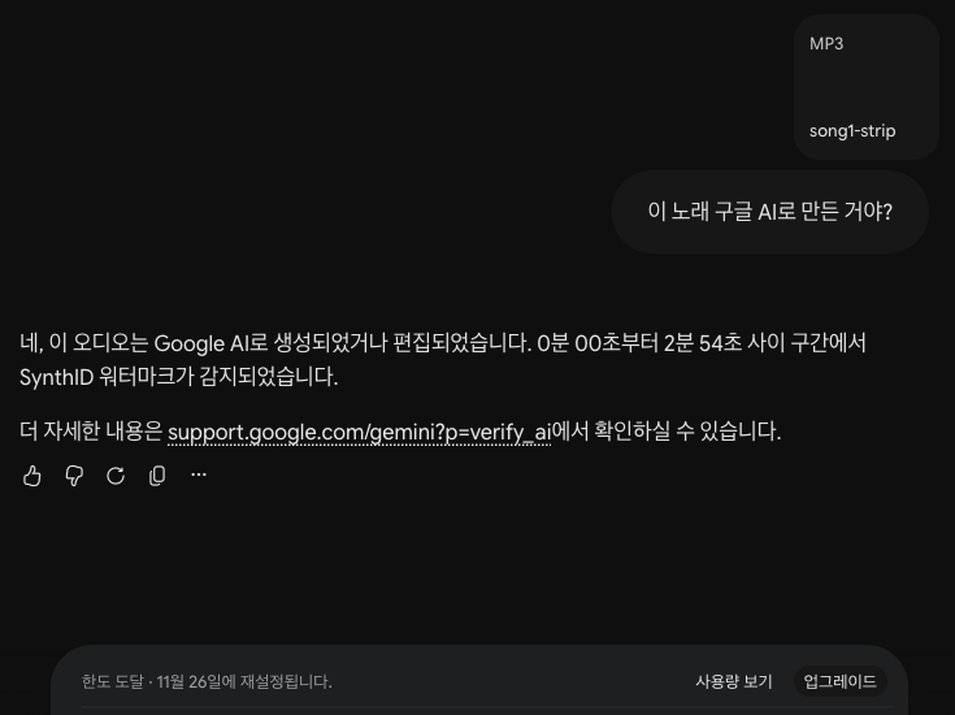 MP3
song1-strip
이 노래 구글 AI로 만든 거야?
네, 이 오디오는 Google AI로 생성되었거나 편집되었습니다. 0분 00초부터 2분 54초 사이 구간에서
SynthID 워터마크가 감지되었습니다.
더 자세한 내용은 support.google.com/gemini?p=verify_ai에서 확인하실 수 있습니다.
한도 도달 · 11월 26일에 재설정됩니다. 사용량 보기 업그레이드